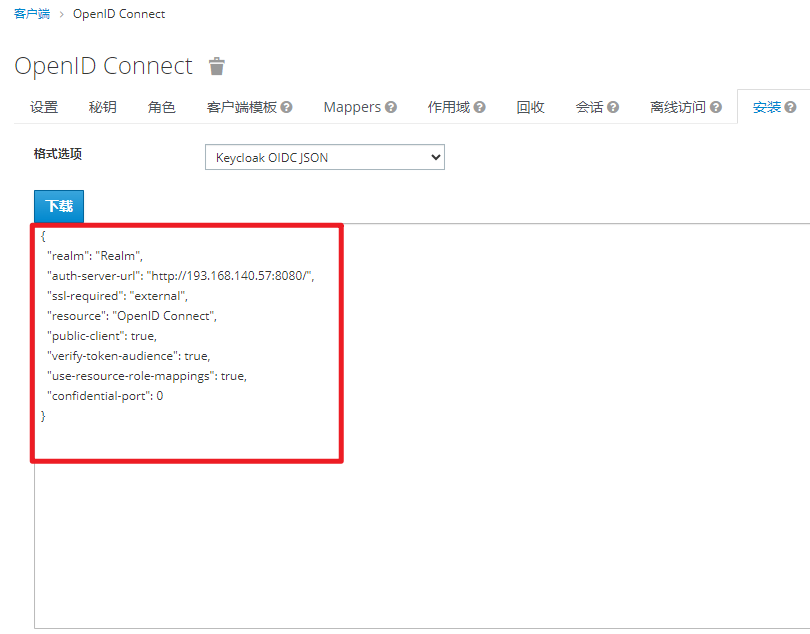 客户端 › OpenID Connect
OpenID Connect
设置 秘钥 角色 客户端模板 Mappers 作用域 回收 会话 离线访问 安装
格式选项 Keycloak OIDC JSON
下载
{
"realm": "Realm",
"auth-server-url": "http://193.168.140.57:8080/",
"ssl-required": "external",
"resource": "OpenID Connect",
"public-client": true,
"verify-token-audience": true,
"use-resource-role-mappings": true,
"confidential-port": 0
}